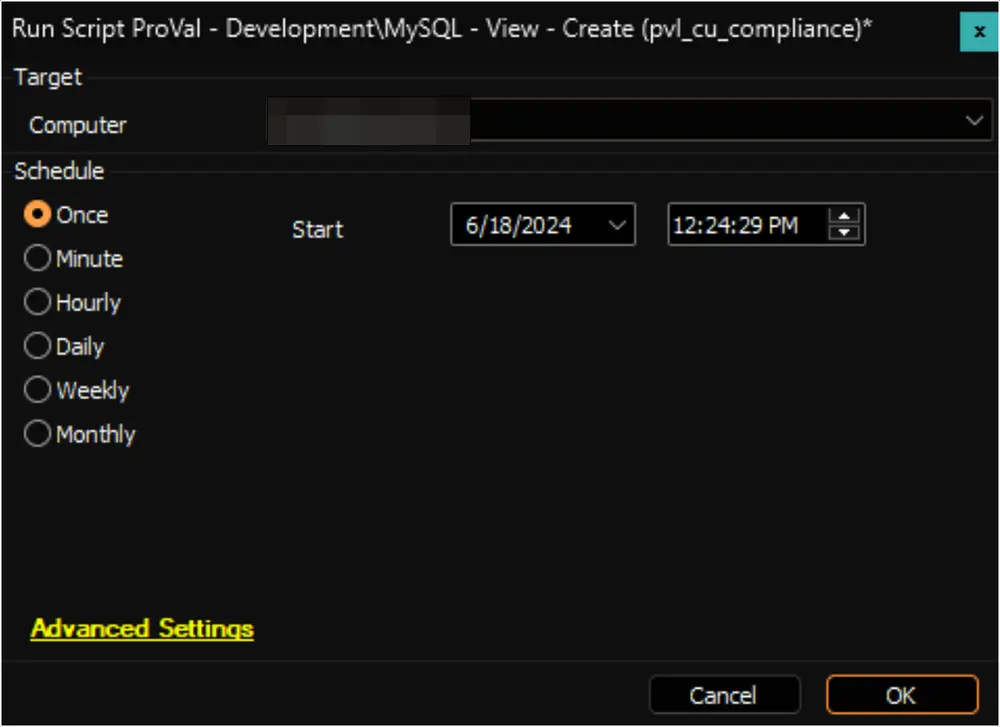 Run Script ProVal - Development\MySQL - View - Create (pvl_cu_compliance)*
x
Target
Computer
Schedule
Once
Start
6/18/2024
12:24:29 PM
Minute
Hourly
Daily
Weekly
Monthly
Advanced Settings
Cancel
OK